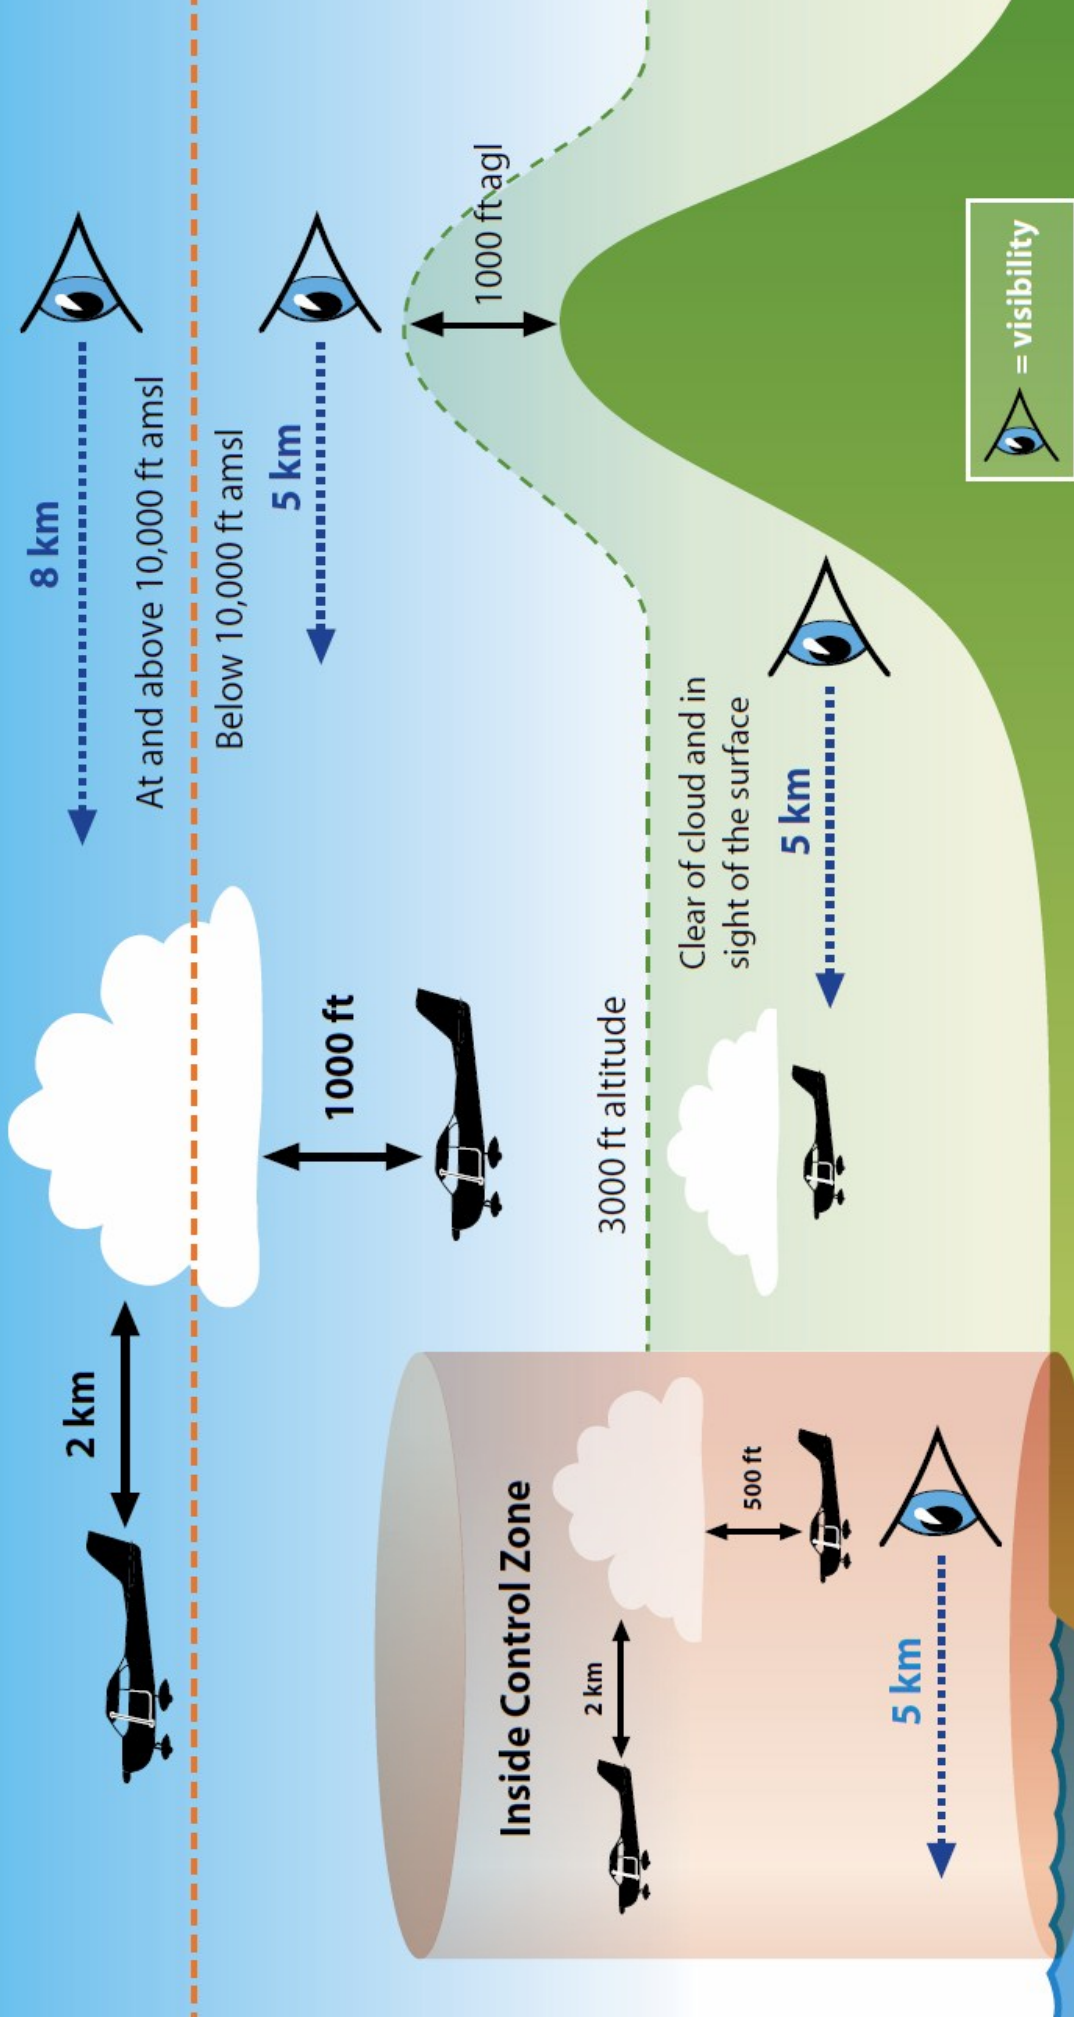 8 km
2 km
At and above 10,000 ft amsl
Below 10,000 ft amsl
5 km
1000 ft
1000 ft agl
Inside Control Zone
2 km
3000 ft altitude
Clear of cloud and in
sight of the surface
500 ft
5 km
5 km
= visibility